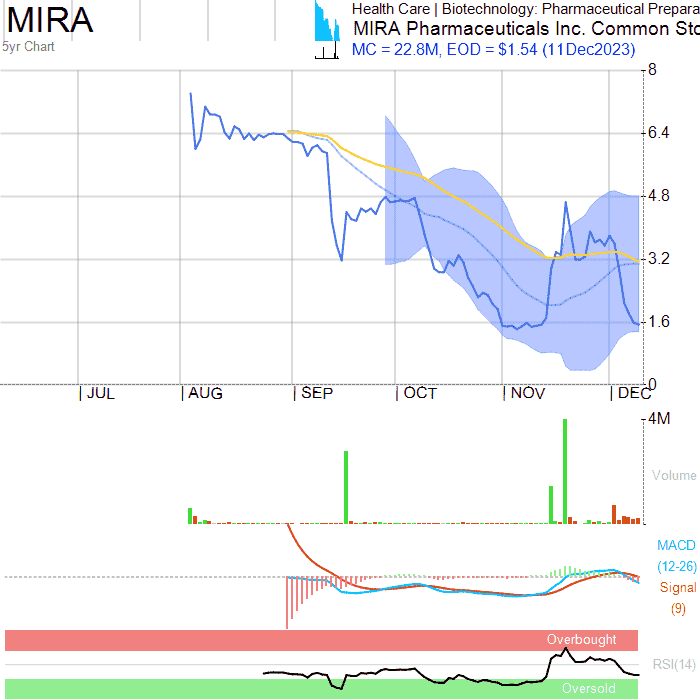 MIRA
5yr Chart
Health Care | Biotechnology: Pharmaceutical Prepara
MIRA Pharmaceuticals Inc. Common Sto
MC = 22.8M, EOD = $1.54 (11Dec2023)
8
6.4
4.8
3.2
1.6
0
| JUL | AUG | SEP | OCT | NOV | DEC
4M
Volume
MACD
(12-26)
Signal
(9)
Overbought
RSI(14)
Oversold